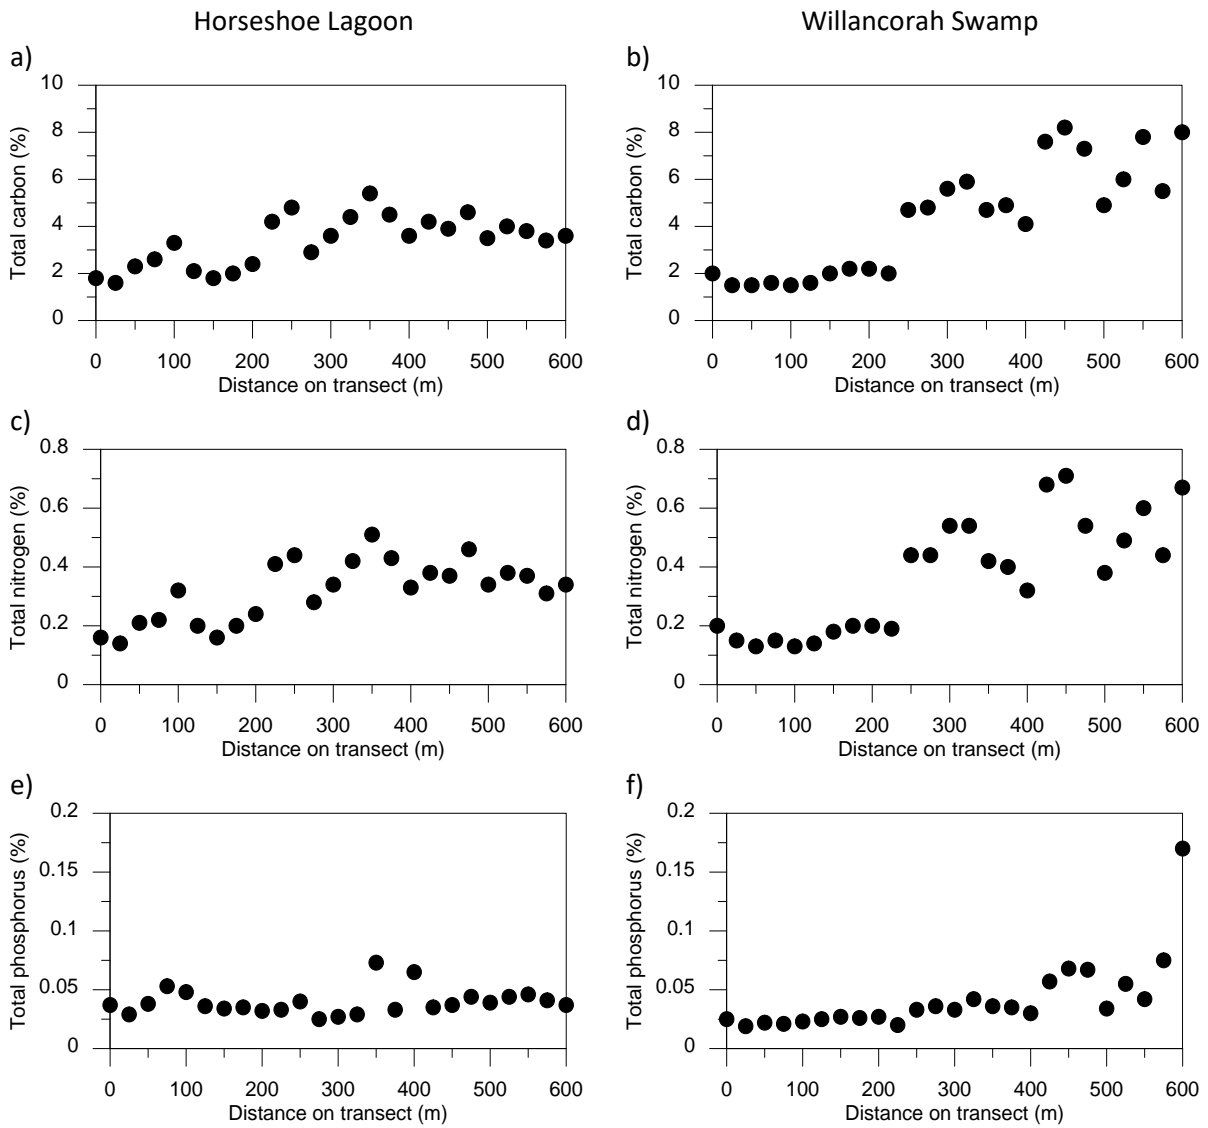 Horseshoe Lagoon
Willancorah Swamp
a)
b)
10
8
6
4
2
0
Total carbon (%)
0 100 200 300 400 500 600
Distance on transect (m)
10
8
6
4
2
0
Total carbon (%)
0 100 200 300 400 500 600
Distance on transect (m)
c)
d)
0.8
0.6
0.4
0.2
0
Total nitrogen (%)
0 100 200 300 400 500 600
Distance on transect (m)
0.8
0.6
0.4
0.2
0
Total nitrogen (%)
0 100 200 300 400 500 600
Distance on transect (m)
e)
f)
0.2
0.15
0.1
0.05
0
Total phosphorus (%)
0 100 200 300 400 500 600
Distance on transect (m)
0.2
0.15
0.1
0.05
0
Total phosphorus (%)
0 100 200 300 400 500 600
Distance on transect (m)